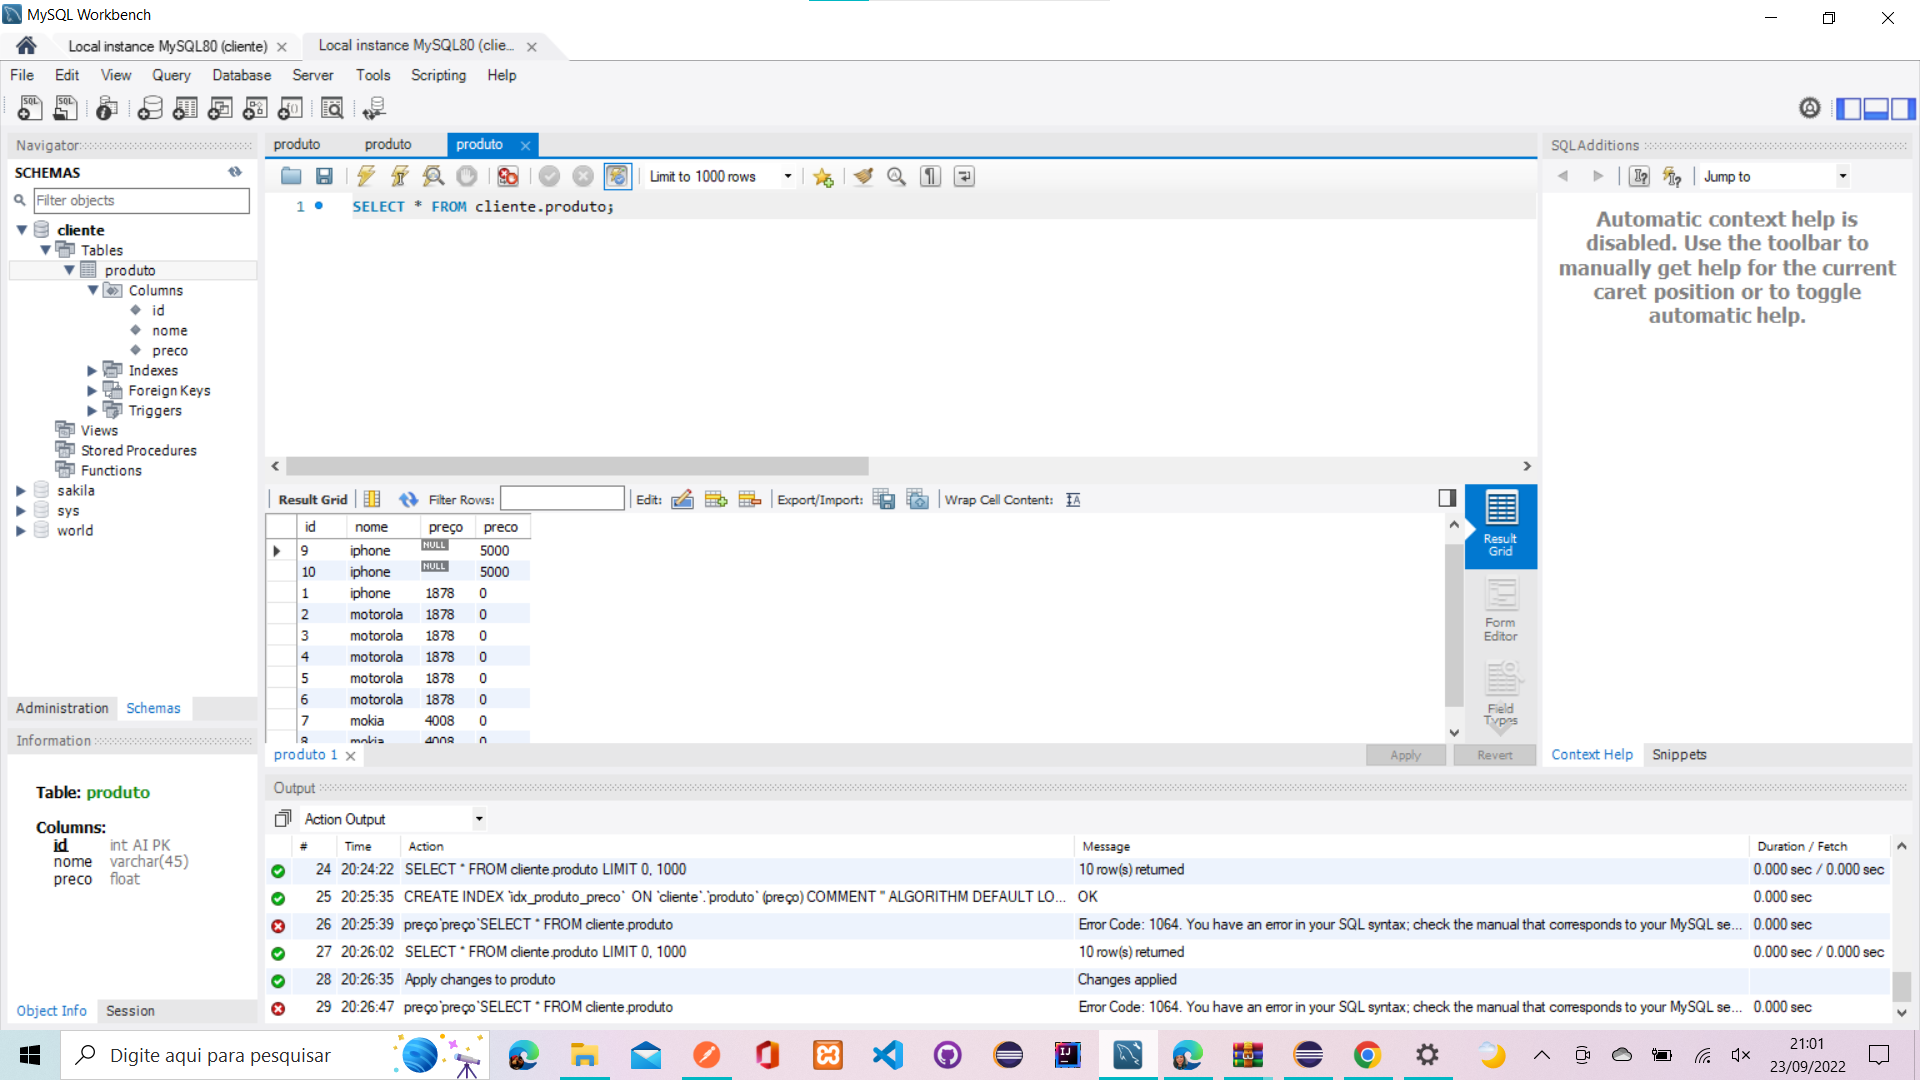 MySQL Workbench
Local instance MySQL80 (cliente)
Local instance MySQL80 (clie...
File Edit View Query Database Server Tools Scripting Help
Navigator
SCHEMAS
Filter objects
cliente
Tables
produto
Columns
id
nome
preco
Indexes
Foreign Keys
Triggers
Views
Stored Procedures
Functions
sakila
sys
world
Administration Schemas
Information
Table: produto
Columns:
id int AI PK
nome varchar(45)
preco float
Object Info Session
produto produto produto
Limit to 1000 rows
1 SELECT * FROM cliente.produto;
Result Grid Filter Rows: Edit: Export/Import: Wrap Cell Content:
id nome preço preco
9 iphone NULL 5000
10 iphone NULL 5000
1 iphone 1878 0
2 motorola 1878 0
3 motorola 1878 0
4 motorola 1878 0
5 motorola 1878 0
6 motorola 1878 0
7 mokia 4008 0
8 mokia 4008 0
Result Grid
Form Editor
Field Types
produto 1
Apply Revert
SQLAdditions
Jump to
Automatic context help is
disabled. Use the toolbar to
manually get help for the current
caret position or to toggle
automatic help.
Context Help Snippets
Output
Action Output
# Time Action Message Duration / Fetch
24 20:24:22 SELECT * FROM cliente.produto LIMIT 0, 1000 10 row(s) returned 0.000 sec / 0.000 sec
25 20:25:35 CREATE INDEX `idx_produto_preco` ON `cliente`.`produto` (preço) COMMENT '' ALGORITHM DEFAULT LO... OK 0.000 sec
26 20:25:39 preço`preço`SELECT * FROM cliente.produto Error Code: 1064. You have an error in your SQL syntax; check the manual that corresponds to your MySQL se... 0.000 sec
27 20:26:02 SELECT * FROM cliente.produto LIMIT 0, 1000 10 row(s) returned 0.000 sec / 0.000 sec
28 20:26:35 Apply changes to produto Changes applied
29 20:26:47 preço`preço`SELECT * FROM cliente.produto Error Code: 1064. You have an error in your SQL syntax; check the manual that corresponds to your MySQL se... 0.000 sec
Digite aqui para pesquisar
21:01
23/09/2022